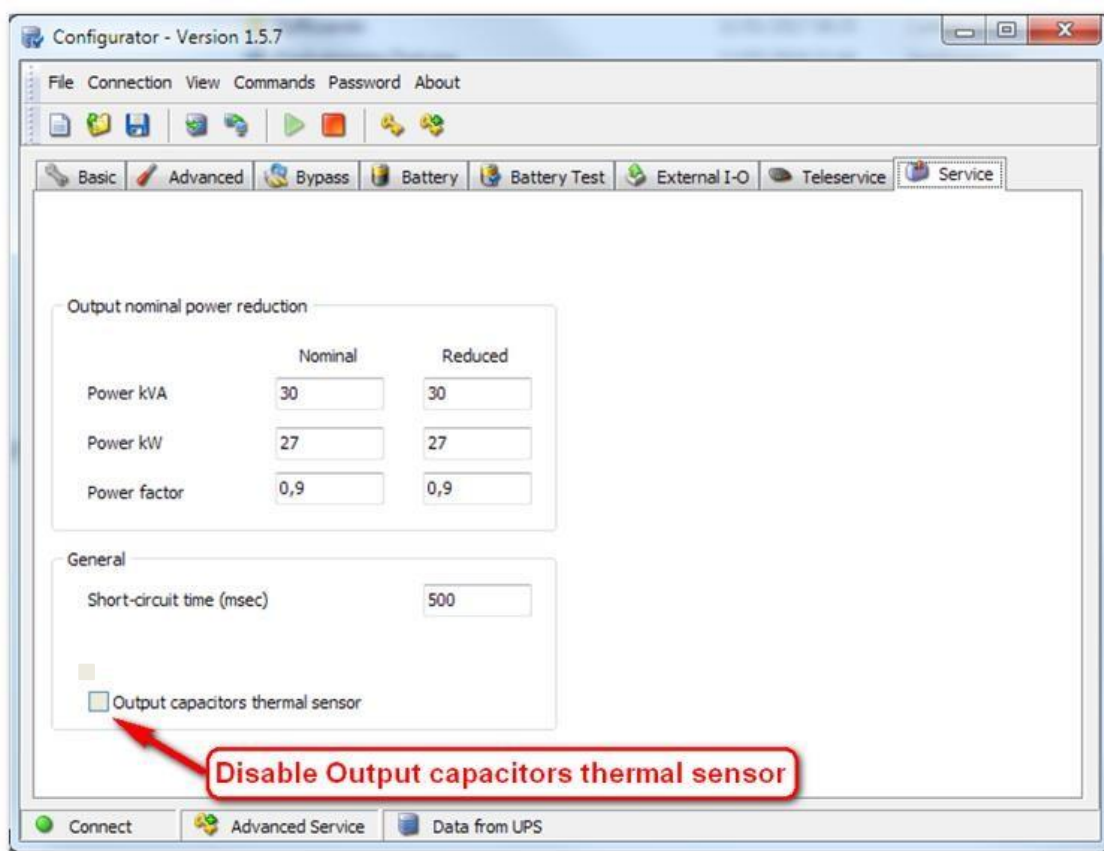 Configurator - Version 1.5.7
File Connection View Commands Password About
Basic Advanced Bypass Battery Battery Test External I-O Teleservice Service
Output nominal power reduction
Nominal Reduced
Power kVA 30 30
Power kW 27 27
Power factor 0,9 0,9
General
Short-circuit time (msec) 500
Output capacitors thermal sensor
Disable Output capacitors thermal sensor
Connect Advanced Service Data from UPS